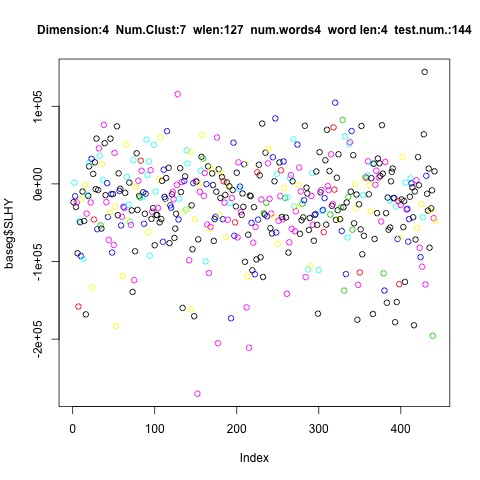 Dimension:4 Num.Clust:7 wlen:127 num.words4 word len:4 test.num.:144
1e+05
0e+00
-1e+05
-2e+05
baseg$SLHY
0 100 200 300 400
Index